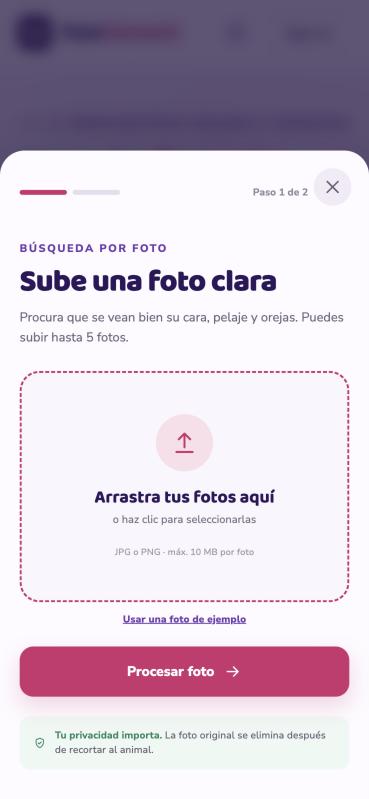 Paso 1 de 2
BÚSQUEDA POR FOTO
Sube una foto clara
Procura que se vean bien su cara, pelaje y orejas. Puedes
subir hasta 5 fotos.
Arrastra tus fotos aquí
o haz clic para seleccionarlas
JPG o PNG · máx. 10 MB por foto
Usar una foto de ejemplo
Procesar foto
Tu privacidad importa. La foto original se elimina después
de recortar al animal.